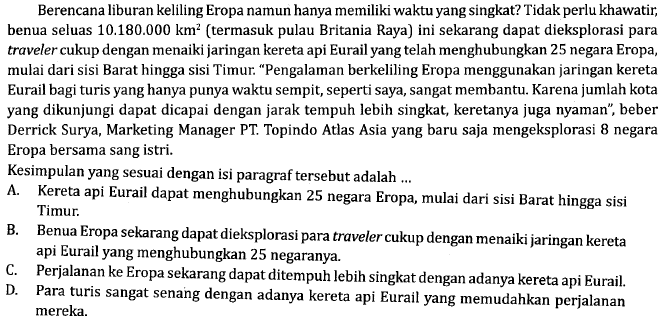 Berencana liburan keliling Eropa namun hanya memiliki waktu yang singkat? Tidak perlu khawatir,
benua seluas 10.180.000 km² (termasuk pulau Britania Raya) ini sekarang dapat dieksplorasi para
traveler cukup dengan menaiki jaringan kereta api Eurail yang telah menghubungkan 25 negara Eropa,
mulai dari sisi Barat hingga sisi Timur. “Pengalaman berkeliling Eropa menggunakan jaringan kereta
Eurail bagi turis yang hanya punya waktu sempit, seperti saya, sangat membantu. Karena jumlah kota
yang dikunjungi dapat dicapai dengan jarak tempuh lebih singkat, keretanya juga nyaman”, beber
Derrick Surya, Marketing Manager PT. Topindo Atlas Asia yang baru saja mengeksplorasi 8 negara
Eropa bersama sang istri.
Kesimpulan yang sesuai dengan isi paragraf tersebut adalah ...
A. Kereta api Eurail dapat menghubungkan 25 negara Eropa, mulai dari sisi Barat hingga sisi
Timur.
B. Benua Eropa sekarang dapat dieksplorasi para traveler cukup dengan menaiki jaringan kereta
api Eurail yang menghubungkan 25 negaranya.
C. Perjalanan ke Eropa sekarang dapat ditempuh lebih singkat dengan adanya kereta api Eurail.
D. Para turis sangat senang dengan adanya kereta api Eurail yang memudahkan perjalanan
mereka.